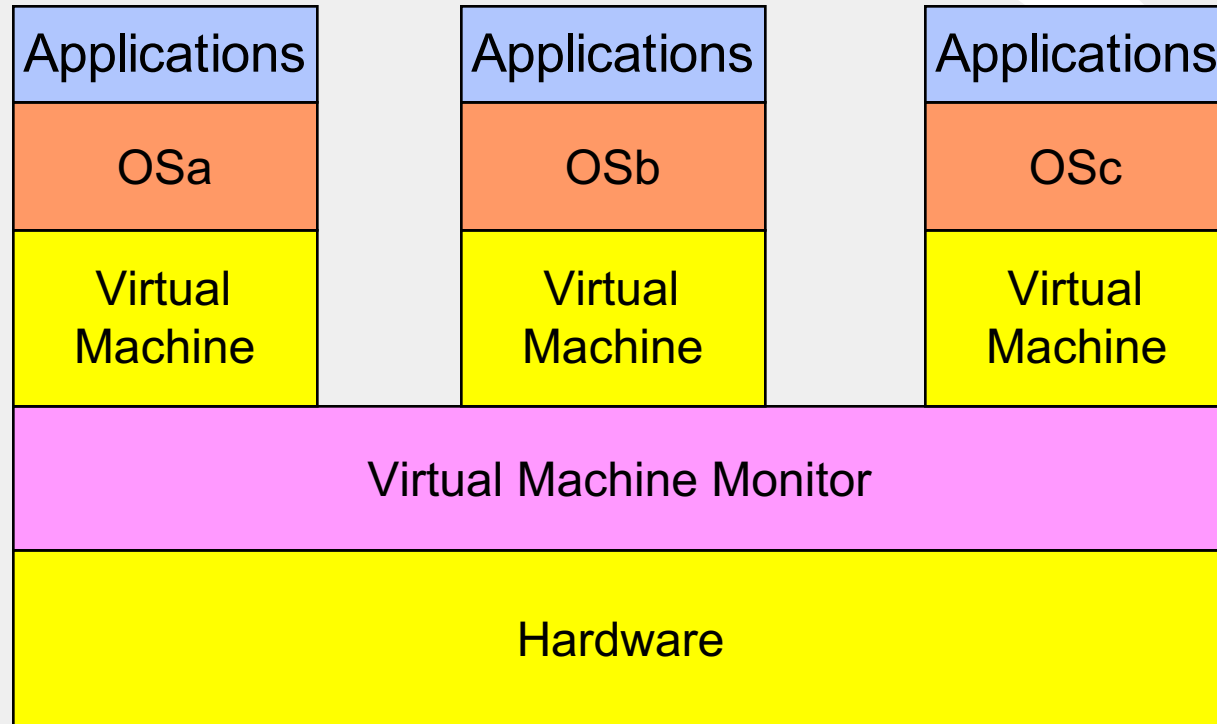 Applications
Applications
Applications
OSa
OSb
OSc
Virtual
Machine
Virtual
Machine
Virtual
Machine
Virtual Machine Monitor
Hardware